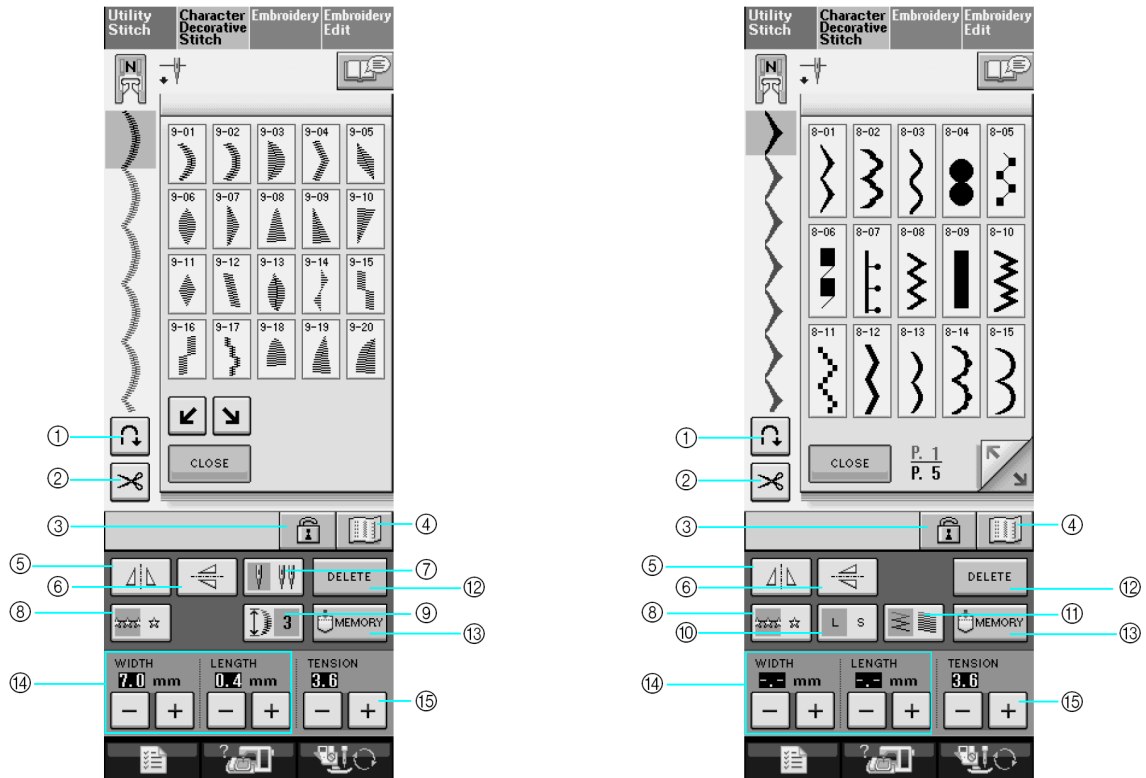 Utility Stitch
Character Decorative Stitch
Embroidery
Embroidery Edit
N
9-01 9-02 9-03 9-04 9-05
9-06 9-07 9-08 9-09 9-10
9-11 9-12 9-13 9-14 9-15
9-16 9-17 9-18 9-19 9-20
① 
CLOSE
②
③
④
⑤
⑥
⑦
DELETE
⑫
⑧
3
⑨
MEMORY
⑬
WIDTH LENGTH TENSION
7.0 mm 0.4 mm 3.6
⑭
− + − + − +
⑮
?
Utility Stitch
Character Decorative Stitch
Embroidery
Embroidery Edit
N
8-01 8-02 8-03 8-04 8-05
8-06 8-07 8-08 8-09 8-10
8-11 8-12 8-13 8-14 8-15
①
CLOSE
P. 1
P. 5
②
③
④
⑤
⑥
DELETE
⑫
⑧
L S
⑩
⑪
MEMORY
⑬
WIDTH LENGTH TENSION
-.- mm -.- mm 3.6
⑭
− + − + − +
⑮
?